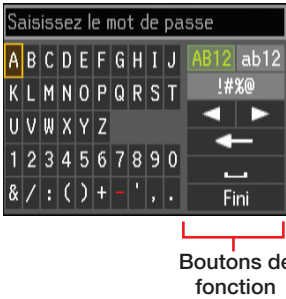 Saisissez le mot de passe
A B C D E F G H I J AB12 ab12
K L M N O P Q R S T !#%@
U V W X Y Z
1 2 3 4 5 6 7 8 9 0
& / : ( ) + - ' , . Fini
Boutons de
fonction